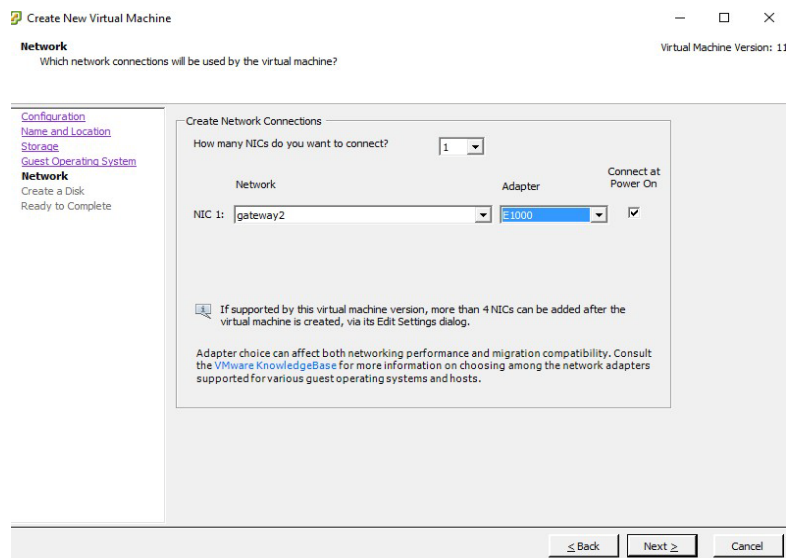 Create New Virtual Machine
Network
Which network connections will be used by the virtual machine?
Virtual Machine Version: 11
Configuration
Name and Location
Storage
Guest Operating System
Network
Create a Disk
Ready to Complete
Create Network Connections
How many NICs do you want to connect?
1
Network
Adapter
Connect at
Power On
NIC 1:
gateway2
E1000
If supported by this virtual machine version, more than 4 NICs can be added after the
virtual machine is created, via its Edit Settings dialog.
Adapter choice can affect both networking performance and migration compatibility. Consult
the VMware KnowledgeBase for more information on choosing among the network adapters
supported for various guest operating systems and hosts.
< Back
Next >
Cancel